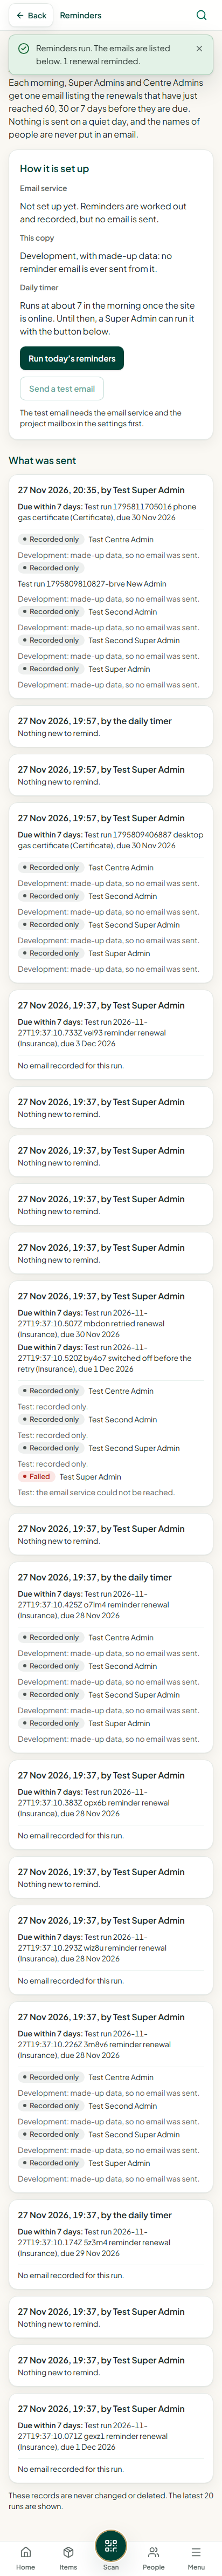 Back
Reminders
Reminders run. The emails are listed
below. 1 renewal reminded.
Each morning, Super Admins and Centre Admins
get one email listing the renewals that have just
reached 60, 30 or 7 days before they are due.
Nothing is sent on a quiet day, and the names of
people are never put in an email.
How it is set up
Email service
Not set up yet. Reminders are worked out
and recorded, but no email is sent.
This copy
Development, with made-up data: no
reminder email is ever sent from it.
Daily timer
Runs at about 7 in the morning once the site
is online. Until then, a Super Admin can run it
with the button below.
Run today's reminders
Send a test email
The test email needs the email service and the
project mailbox in the settings first.
What was sent
27 Nov 2026, 20:35, by Test Super Admin
Due within 7 days: Test run 1795811705016 phone
gas certificate (Certificate), due 30 Nov 2026
Recorded only Test Centre Admin
Development: made-up data, so no email was sent.
Recorded only
Test run 1795809810827-brve New Admin
Development: made-up data, so no email was sent.
Recorded only Test Second Admin
Development: made-up data, so no email was sent.
Recorded only Test Second Super Admin
Development: made-up data, so no email was sent.
Recorded only Test Super Admin
Development: made-up data, so no email was sent.
27 Nov 2026, 19:57, by the daily timer
Nothing new to remind.
27 Nov 2026, 19:57, by Test Super Admin
Nothing new to remind.
27 Nov 2026, 19:57, by Test Super Admin
Due within 7 days: Test run 1795809406887 desktop
gas certificate (Certificate), due 30 Nov 2026
Recorded only Test Centre Admin
Development: made-up data, so no email was sent.
Recorded only Test Second Admin
Development: made-up data, so no email was sent.
Recorded only Test Second Super Admin
Development: made-up data, so no email was sent.
Recorded only Test Super Admin
Development: made-up data, so no email was sent.
27 Nov 2026, 19:37, by Test Super Admin
Due within 7 days: Test run 2026-11-
27T19:37:10.733Z vei93 reminder renewal
(Insurance), due 3 Dec 2026
No email recorded for this run.
27 Nov 2026, 19:37, by Test Super Admin
Nothing new to remind.
27 Nov 2026, 19:37, by Test Super Admin
Nothing new to remind.
27 Nov 2026, 19:37, by Test Super Admin
Nothing new to remind.
27 Nov 2026, 19:37, by Test Super Admin
Nothing new to remind.
27 Nov 2026, 19:37, by Test Super Admin
Due within 7 days: Test run 2026-11-
27T19:37:10.507Z mbdon retried renewal
(Insurance), due 30 Nov 2026
Due within 7 days: Test run 2026-11-
27T19:37:10.520Z by4o7 switched off before the
retry (Insurance), due 1 Dec 2026
Recorded only Test Centre Admin
Test: recorded only.
Recorded only Test Second Admin
Test: recorded only.
Recorded only Test Second Super Admin
Test: recorded only.
Failed Test Super Admin
Test: the email service could not be reached.
27 Nov 2026, 19:37, by Test Super Admin
Nothing new to remind.
27 Nov 2026, 19:37, by the daily timer
Due within 7 days: Test run 2026-11-
27T19:37:10.425Z o7lm4 reminder renewal
(Insurance), due 28 Nov 2026
Recorded only Test Centre Admin
Development: made-up data, so no email was sent.
Recorded only Test Second Admin
Development: made-up data, so no email was sent.
Recorded only Test Second Super Admin
Development: made-up data, so no email was sent.
Recorded only Test Super Admin
Development: made-up data, so no email was sent.
27 Nov 2026, 19:37, by Test Super Admin
Due within 7 days: Test run 2026-11-
27T19:37:10.383Z opx6b reminder renewal
(Insurance), due 28 Nov 2026
No email recorded for this run.
27 Nov 2026, 19:37, by Test Super Admin
Nothing new to remind.
27 Nov 2026, 19:37, by Test Super Admin
Due within 7 days: Test run 2026-11-
27T19:37:10.293Z wiz8u reminder renewal
(Insurance), due 28 Nov 2026
No email recorded for this run.
27 Nov 2026, 19:37, by Test Super Admin
Due within 7 days: Test run 2026-11-
27T19:37:10.226Z 3m8v6 reminder renewal
(Insurance), due 28 Nov 2026
Recorded only Test Centre Admin
Development: made-up data, so no email was sent.
Recorded only Test Second Admin
Development: made-up data, so no email was sent.
Recorded only Test Second Super Admin
Development: made-up data, so no email was sent.
Recorded only Test Super Admin
Development: made-up data, so no email was sent.
27 Nov 2026, 19:37, by the daily timer
Due within 7 days: Test run 2026-11-
27T19:37:10.174Z 5z3m4 reminder renewal
(Insurance), due 29 Nov 2026
No email recorded for this run.
27 Nov 2026, 19:37, by Test Super Admin
Nothing new to remind.
27 Nov 2026, 19:37, by Test Super Admin
Nothing new to remind.
27 Nov 2026, 19:37, by Test Super Admin
Due within 7 days: Test run 2026-11-
27T19:37:10.071Z gexz1 reminder renewal
(Insurance), due 1 Dec 2026
No email recorded for this run.
These records are never changed or deleted. The latest 20
runs are shown.
Home
Items
Scan
People
Menu